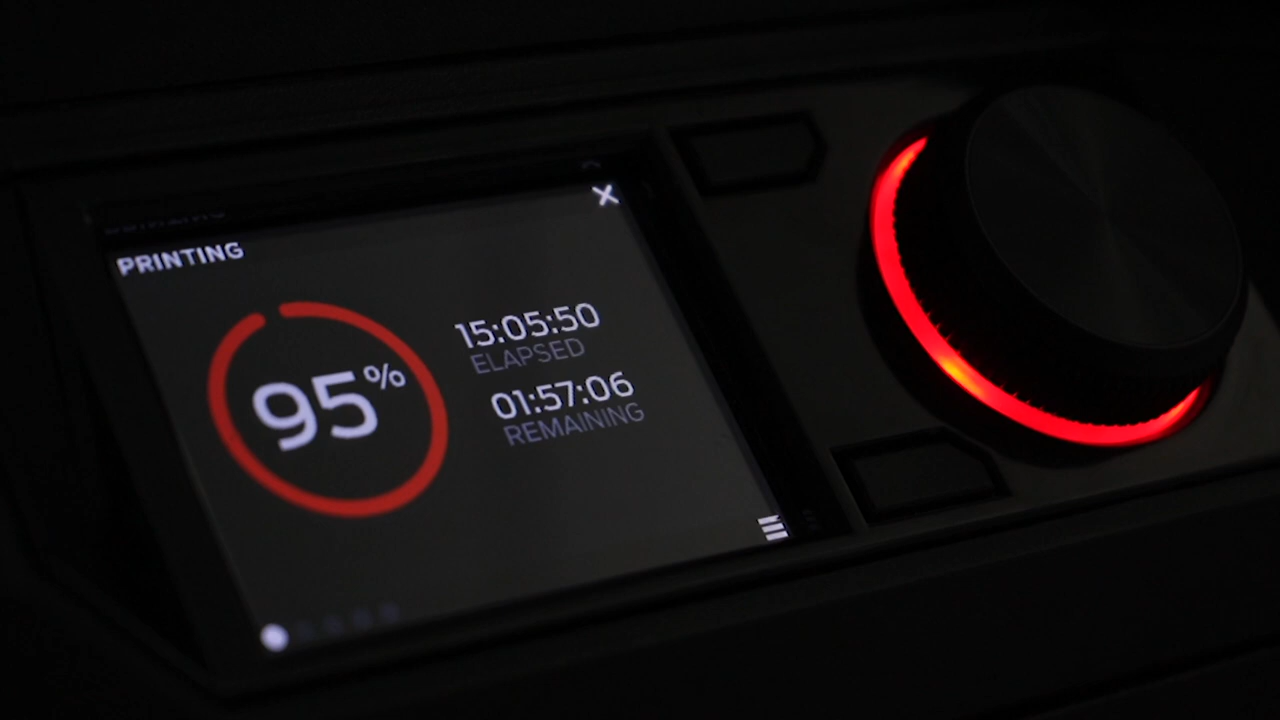 PRINTING
95%
15:05:50
ELAPSED
01:57:06
REMAINING